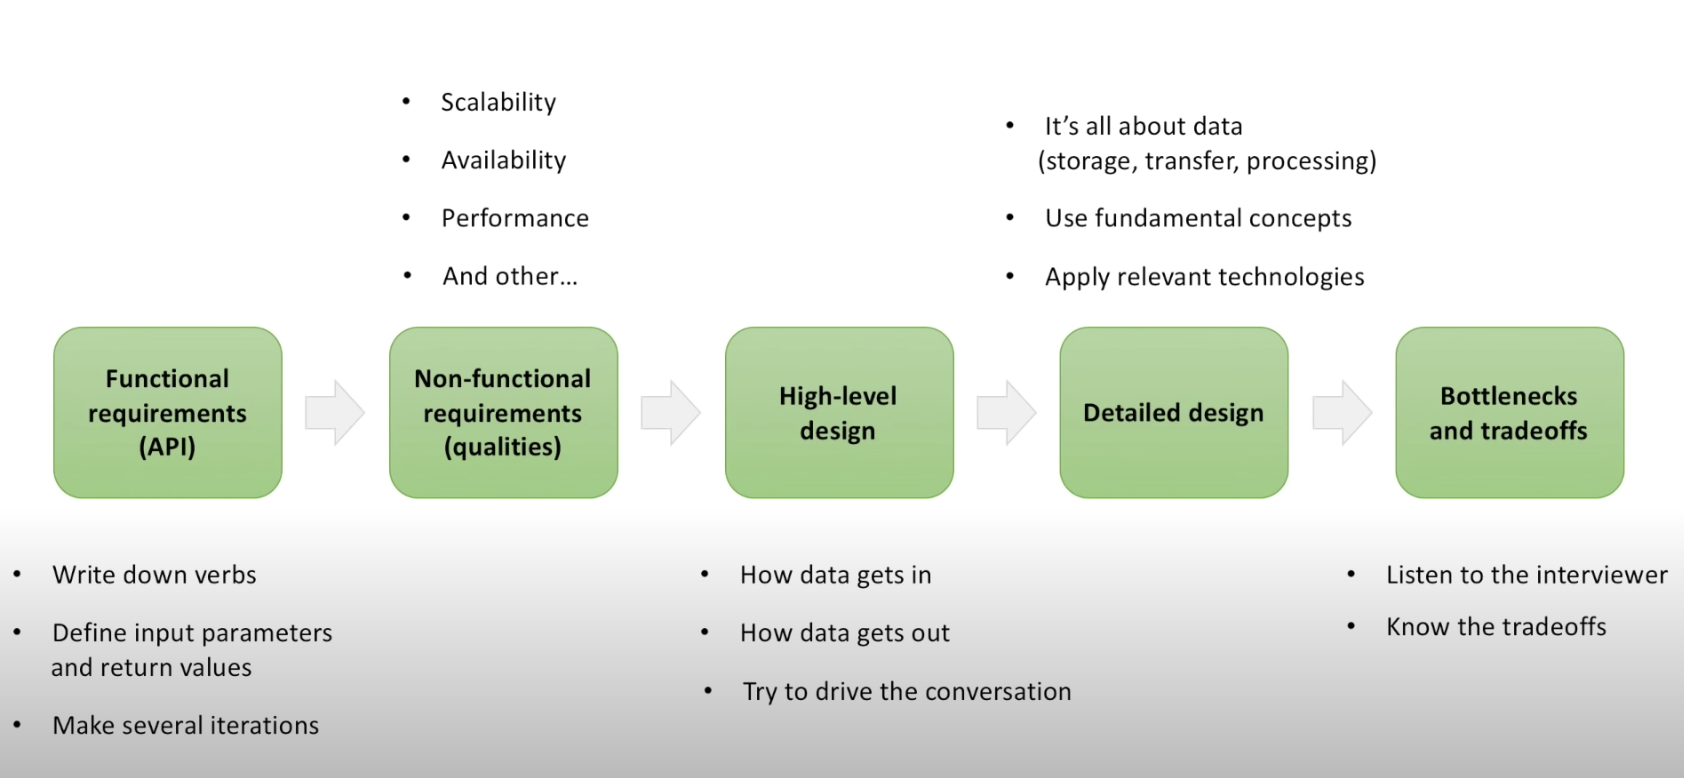 • Scalability
• Availability
• Performance
• And other...
• It's all about data
(storage, transfer, processing)
• Use fundamental concepts
• Apply relevant technologies
Functional
requirements
(API)
Non-functional
requirements
(qualities)
High-level
design
Detailed design
Bottlenecks
and tradeoffs
• Write down verbs
• Define input parameters
and return values
• Make several iterations
• How data gets in
• How data gets out
• Try to drive the conversation
• Listen to the interviewer
• Know the tradeoffs